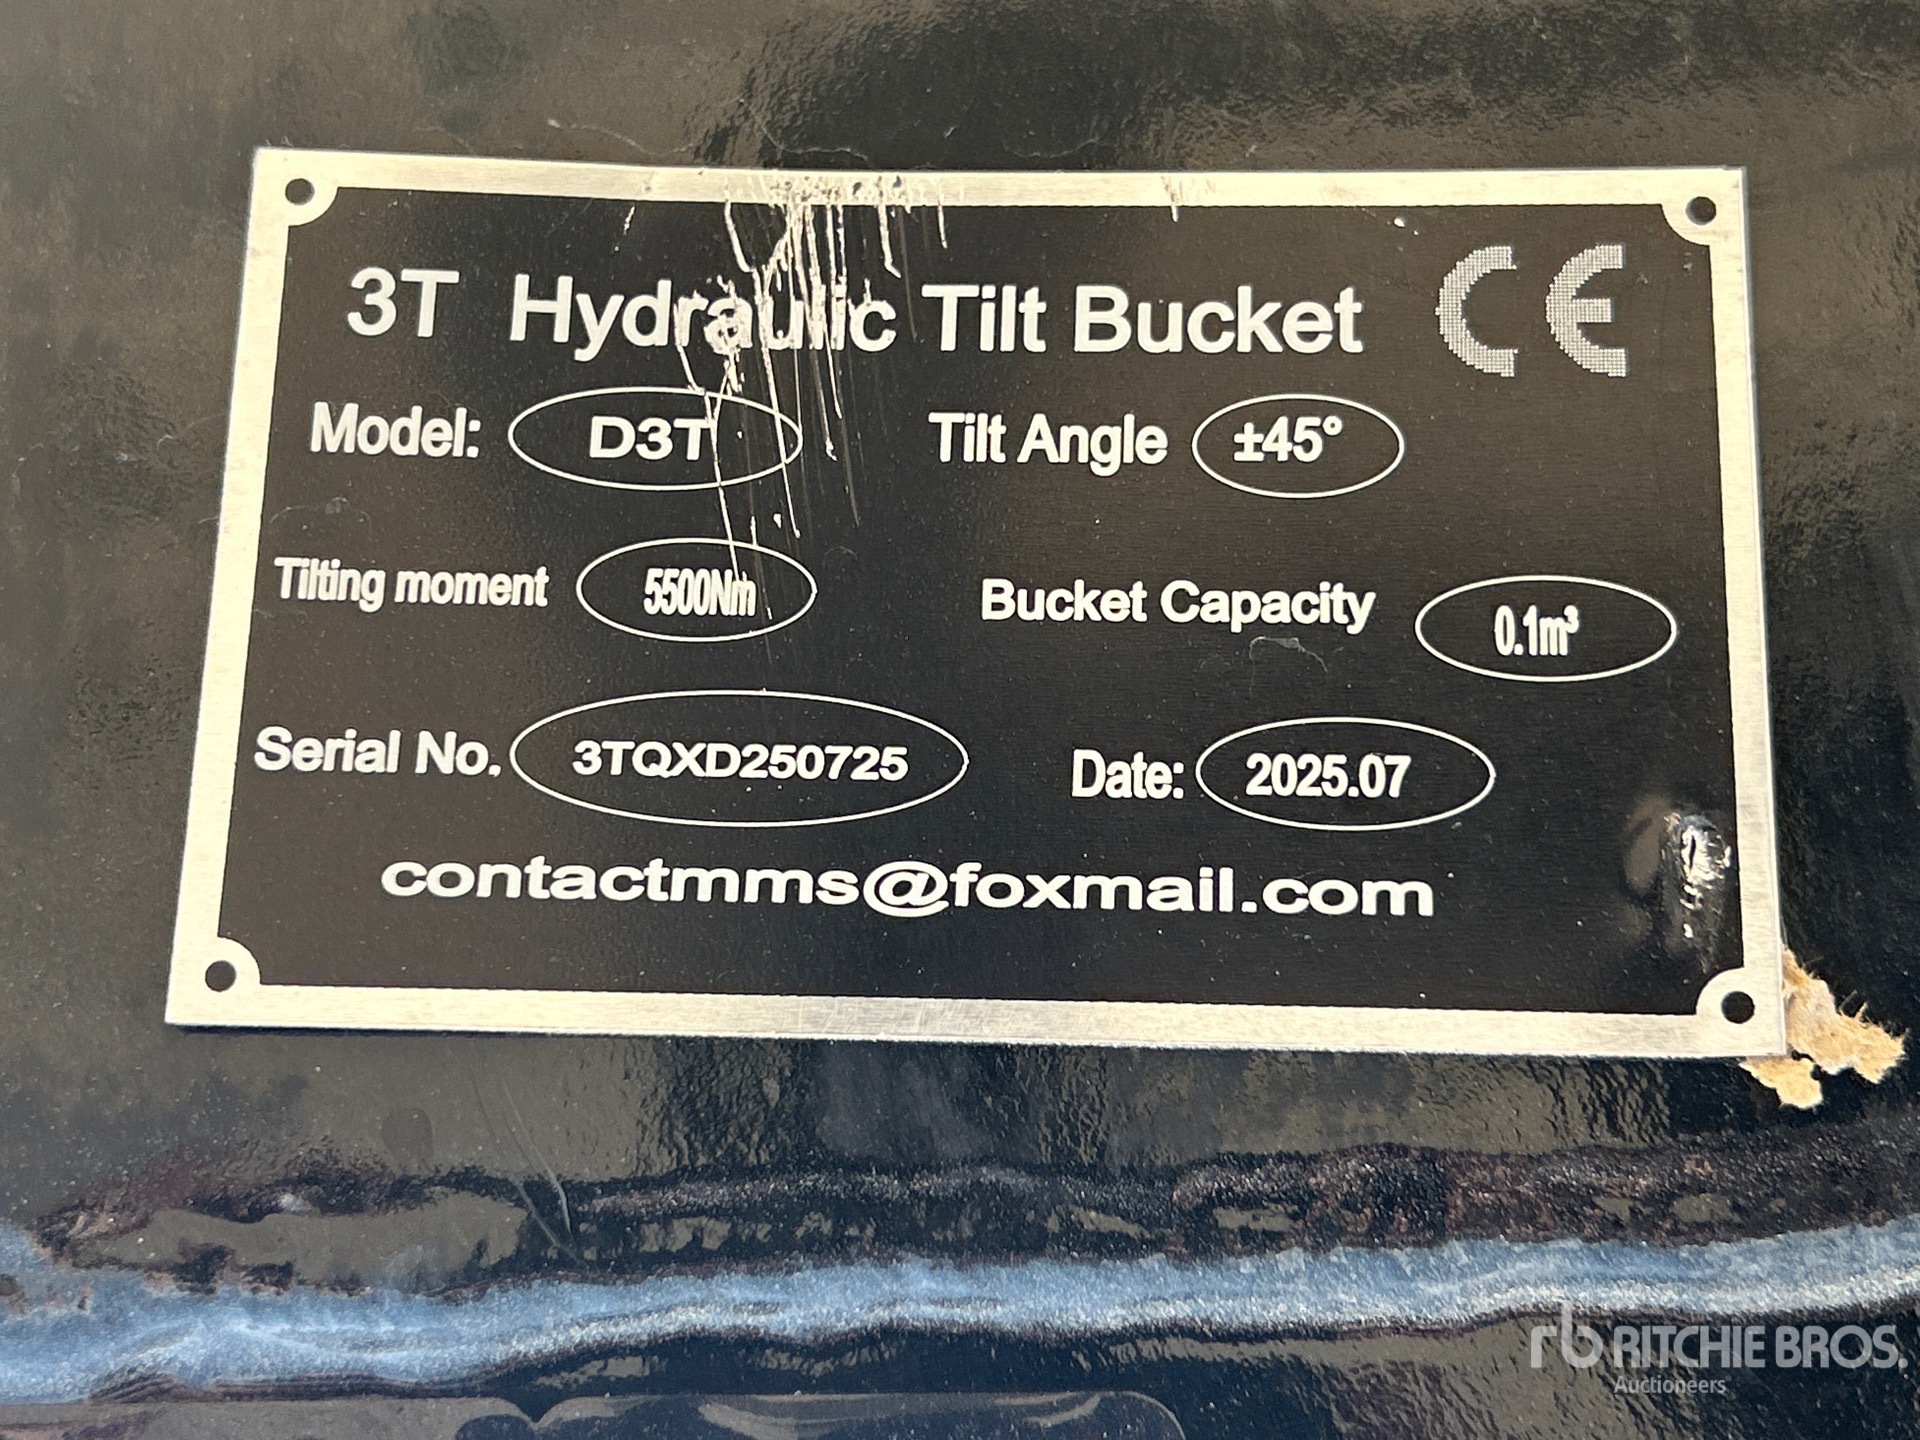 3T Hydraulic Tilt Bucket CE
Model: D3T Tilt Angle ±45°
Tilting moment 5500Nm Bucket Capacity 0.1m³
Serial No. 3TQXD250725 Date: 2025.07
contactmms@foxmail.com
rb RITCHIE BROS.
Auctioneers